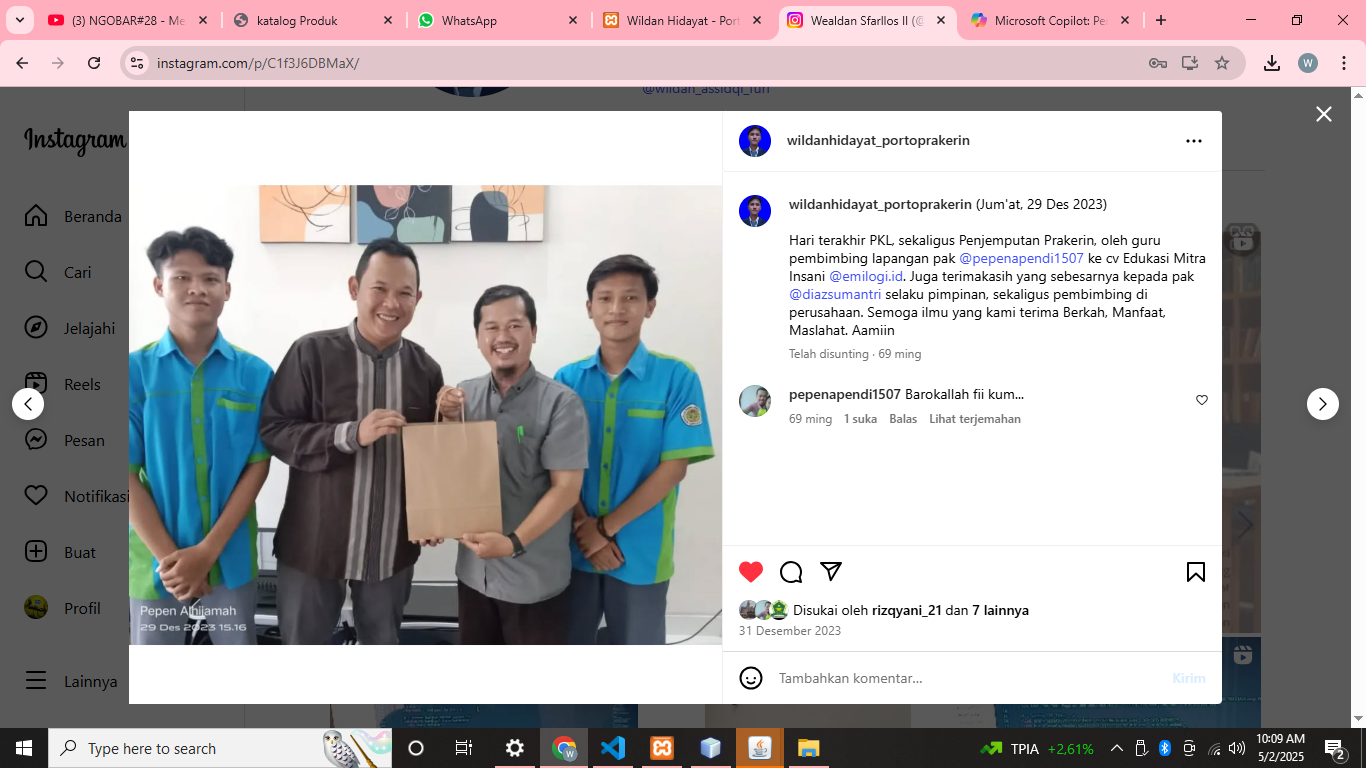 (3) NGOBAR#28 - Me
katalog Produk
WhatsApp
Wildan Hidayat - Port
Wealdan Sfarllos II (@
Microsoft Copilot: Pe
instagram.com/p/C1f3J6DBMaX/
W
@wildan_assidqi_furi
Instagram
Beranda
Cari
Jelajahi
Reels
Pesan
Notifikasi
Buat
Profil
Lainnya
Pepen Alhijamah
29 Des 2023 15.16
wildanhidayat_portoprakerin
wildanhidayat_portoprakerin (Jum'at, 29 Des 2023)
Hari terakhir PKL, sekaligus Penjemputan Prakerin, oleh guru
pembimbing lapangan pak @pepenapendi1507 ke cv Edukasi Mitra
Insani @emilogi.id. Juga terimakasih yang sebesarnya kepada pak
@diazsumantri selaku pimpinan, sekaligus pembimbing di
perusahaan. Semoga ilmu yang kami terima Berkah, Manfaat,
Maslahat. Aamiin
Telah disunting · 69 ming
pepenapendi1507 Barokallah fii kum...
69 ming 1 suka Balas Lihat terjemahan
Disukai oleh rizqyani_21 dan 7 lainnya
31 Desember 2023
Tambahkan komentar...
Kirim
Type here to search
TPIA +2,61%
10:09 AM
5/2/2025
2